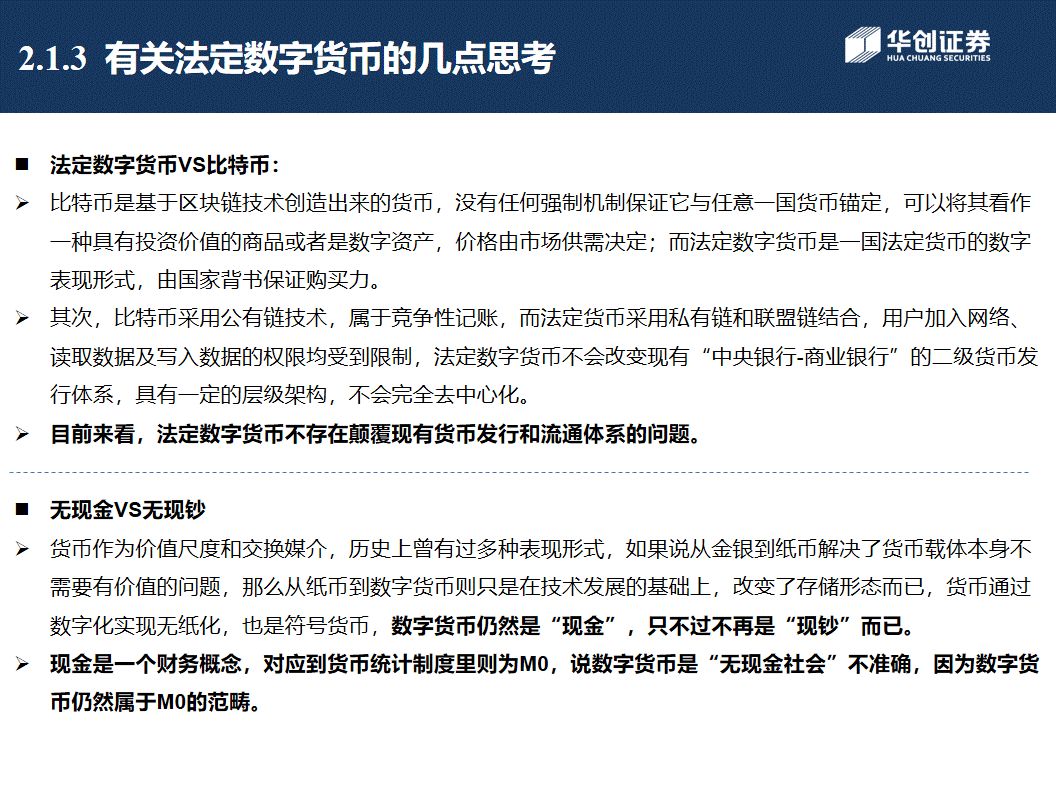 2.1.3 有关法定数字货币的几点思考
华创证券
HUA CHUANG SECURITIES
■ 法定数字货币VS比特币：
➢ 比特币是基于区块链技术创造出来的货币，没有任何强制机制保证它与任意一国货币锚定，可以将其看作
一种具有投资价值的商品或者是数字资产，价格由市场供需决定；而法定数字货币是一国法定货币的数字
表现形式，由国家背书保证购买力。
➢ 其次，比特币采用公有链技术，属于竞争性记账，而法定货币采用私有链和联盟链结合，用户加入网络、
读取数据及写入数据的权限均受到限制，法定数字货币不会改变现有“中央银行-商业银行”的二级货币发
行体系，具有一定的层级架构，不会完全去中心化。
➢ 目前来看，法定数字货币不存在颠覆现有货币发行和流通体系的问题。
■ 无现金VS无现钞
➢ 货币作为价值尺度和交换媒介，历史上曾有过多种表现形式，如果说从金银到纸币解决了货币载体本身不
需要有价值的问题，那么从纸币到数字货币则只是在技术发展的基础上，改变了存储形态而已，货币通过
数字化实现无纸化，也是符号货币，数字货币仍然是“现金”，只不过不再是“现钞”而已。
➢ 现金是一个财务概念，对应到货币统计制度里则为M0，说数字货币是“无现金社会”不准确，因为数字货
币仍然属于M0的范畴。